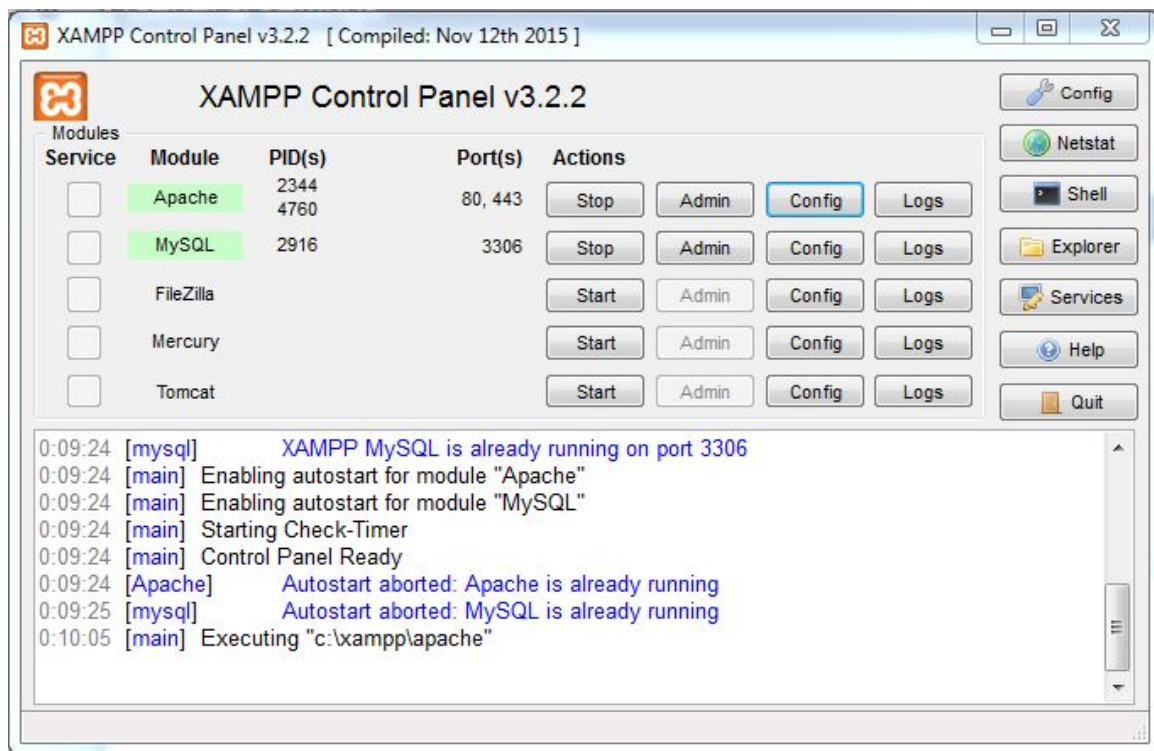 XAMPP Control Panel v3.2.2 [ Compiled: Nov 12th 2015 ]
XAMPP Control Panel v3.2.2
Config
Modules
Service Module PID(s) Port(s) Actions
Netstat
Apache 2344 4760 80, 443 Stop Admin Config Logs
Shell
MySQL 2916 3306 Stop Admin Config Logs
Explorer
FileZilla Start Admin Config Logs
Services
Mercury Start Admin Config Logs
Help
Tomcat Start Admin Config Logs
Quit
0:09:24 [mysql] XAMPP MySQL is already running on port 3306
0:09:24 [main] Enabling autostart for module "Apache"
0:09:24 [main] Enabling autostart for module "MySQL"
0:09:24 [main] Starting Check-Timer
0:09:24 [main] Control Panel Ready
0:09:24 [Apache] Autostart aborted: Apache is already running
0:09:25 [mysql] Autostart aborted: MySQL is already running
0:10:05 [main] Executing "c:\xampp\apache"